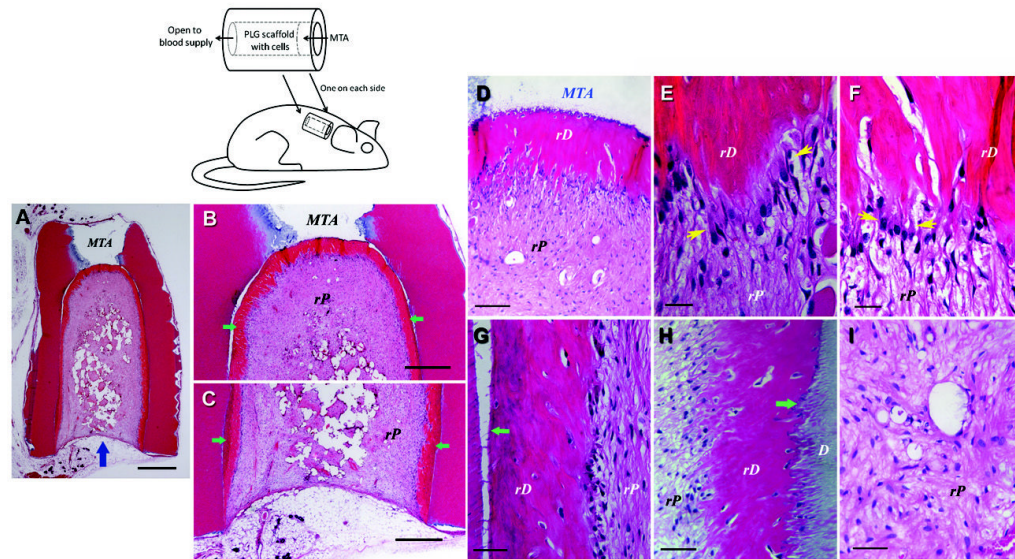 Open to
blood supply
PLG scaffold
with cells
MTA
One on each side
A
MTA
B
MTA
rP
C
rP
D
MTA
rD
rP
E
rD
rP
F
rD
rP
G
rD
rP
H
rP
rD
D
I
rP